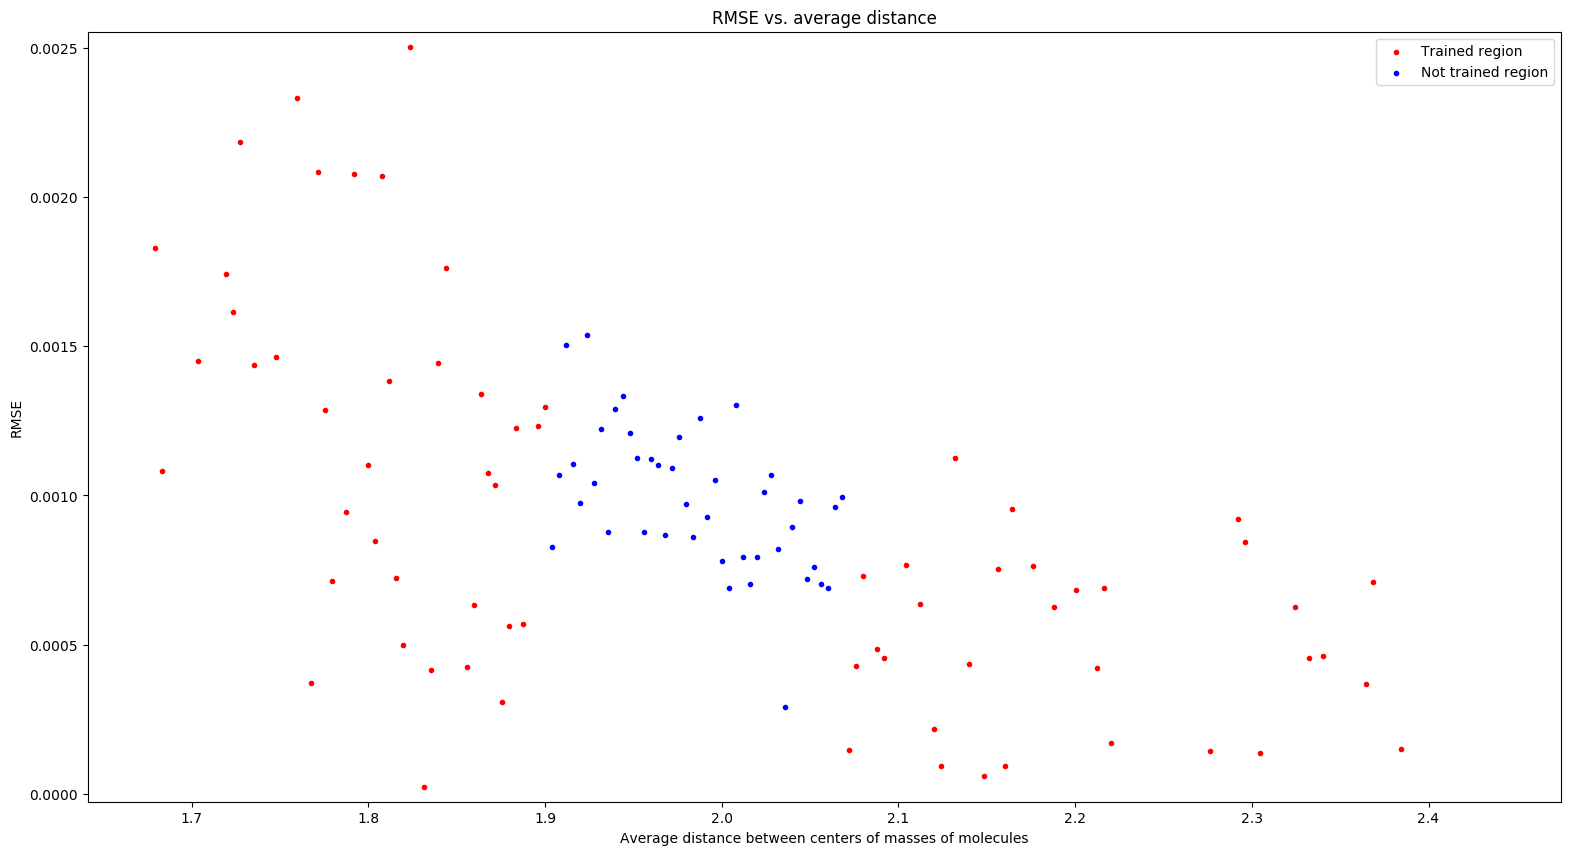 RMSE vs. average distance
Trained region
Not trained region
RMSE
0.0025
0.0020
0.0015
0.0010
0.0005
0.0000
1.7 1.8 1.9 2.0 2.1 2.2 2.3 2.4
Average distance between centers of masses of molecules